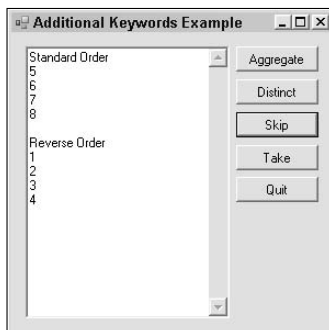 Additional Keywords Example
Standard Order
5
6
7
8
Reverse Order
1
2
3
4
Aggregate
Distinct
Skip
Take
Quit